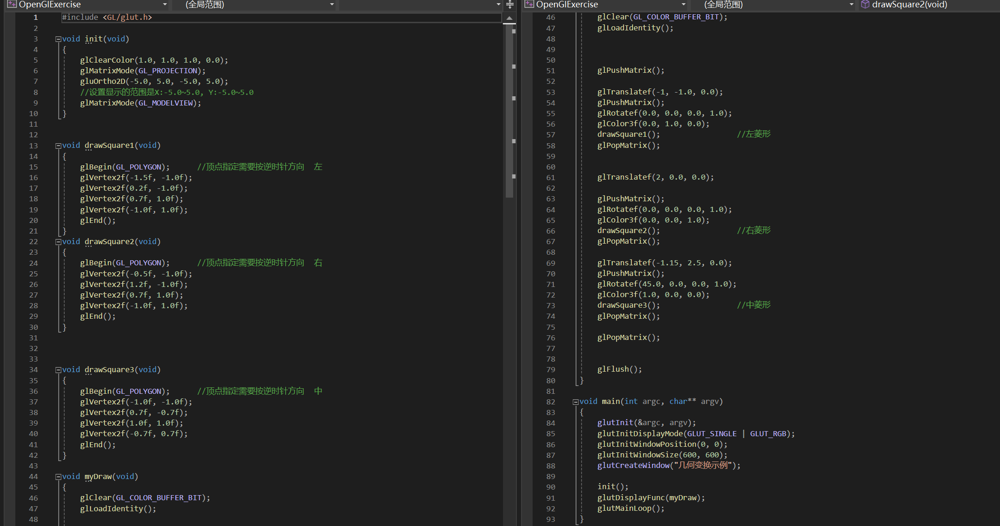 OpenGlExercise (全局范围)
1 #include <GL/glut.h>
2
3 void init(void)
4 {
5 glClearColor(1.0, 1.0, 1.0, 0.0);
6 glMatrixMode(GL_PROJECTION);
7 gluOrtho2D(-5.0, 5.0, -5.0, 5.0);
8 //设置显示的范围是X:-5.0~5.0, Y:-5.0~5.0
9 glMatrixMode(GL_MODELVIEW);
10 }
11
12
13 void drawSquare1(void)
14 {
15 glBegin(GL_POLYGON); //顶点指定需要按逆时针方向 左
16 glVertex2f(-1.5f, -1.0f);
17 glVertex2f(0.2f, -1.0f);
18 glVertex2f(0.7f, 1.0f);
19 glVertex2f(-1.0f, 1.0f);
20 glEnd();
21 }
22 void drawSquare2(void)
23 {
24 glBegin(GL_POLYGON); //顶点指定需要按逆时针方向 右
25 glVertex2f(-0.5f, -1.0f);
26 glVertex2f(1.2f, -1.0f);
27 glVertex2f(0.7f, 1.0f);
28 glVertex2f(-1.0f, 1.0f);
29 glEnd();
30 }
31
32
33
34 void drawSquare3(void)
35 {
36 glBegin(GL_POLYGON); //顶点指定需要按逆时针方向 中
37 glVertex2f(-1.0f, -1.0f);
38 glVertex2f(0.7f, -0.7f);
39 glVertex2f(1.0f, 1.0f);
40 glVertex2f(-0.7f, 0.7f);
41 glEnd();
42 }
43
44 void myDraw(void)
45 {
46 glClear(GL_COLOR_BUFFER_BIT);
47 glLoadIdentity();
48
OpenGlExercise (全局范围) drawSquare2(void)
46 glClear(GL_COLOR_BUFFER_BIT);
47 glLoadIdentity();
48
49
50
51 glPushMatrix();
52
53 glTranslatef(-1, -1.0, 0.0);
54 glPushMatrix();
55 glRotatef(0.0, 0.0, 0.0, 1.0);
56 glColor3f(0.0, 1.0, 0.0);
57 drawSquare1(); //左菱形
58 glPopMatrix();
59
60
61 glTranslatef(2, 0.0, 0.0);
62
63 glPushMatrix();
64 glRotatef(0.0, 0.0, 0.0, 1.0);
65 glColor3f(0.0, 0.0, 1.0);
66 drawSquare2(); //右菱形
67 glPopMatrix();
68
69 glTranslatef(-1.15, 2.5, 0.0);
70 glPushMatrix();
71 glRotatef(45.0, 0.0, 0.0, 1.0);
72 glColor3f(1.0, 0.0, 0.0);
73 drawSquare3(); //中菱形
74 glPopMatrix();
75
76 glPopMatrix();
77
78
79 glFlush();
80 }
81
82 void main(int argc, char** argv)
83 {
84 glutInit(&argc, argv);
85 glutInitDisplayMode(GLUT_SINGLE | GLUT_RGB);
86 glutInitWindowPosition(0, 0);
87 glutInitWindowSize(600, 600);
88 glutCreateWindow("几何变换示例");
89
90 init();
91 glutDisplayFunc(myDraw);
92 glutMainLoop();
93 }